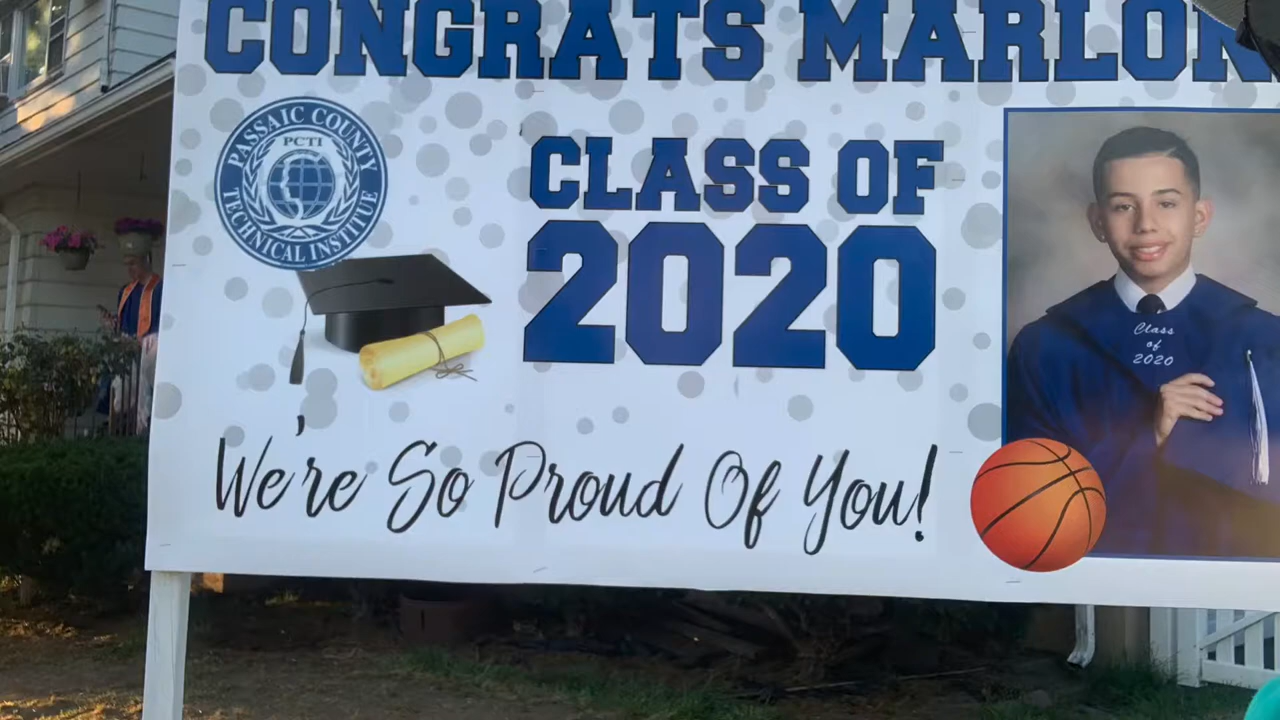 CONGRATS MARLON
PASSAIC COUNTY
PCTI
TECHNICAL INSTITUTE
CLASS OF
2020
Class
of
2020
We're So Proud Of You!